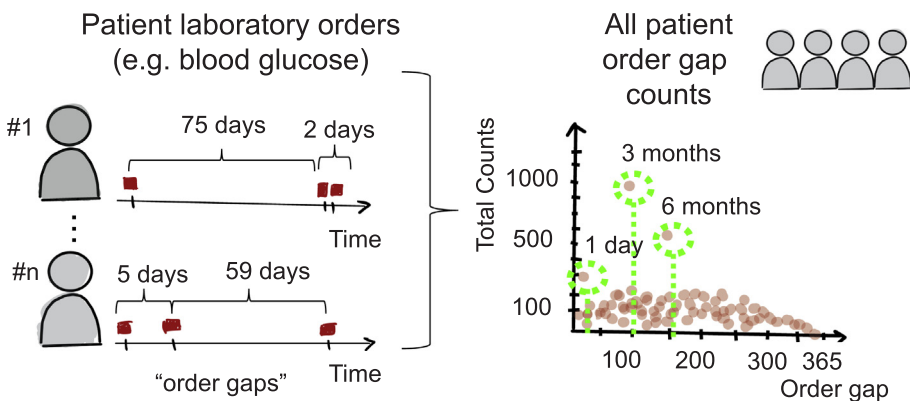 Patient laboratory orders
(e.g. blood glucose)
#1
75 days
2 days
Time
#n
5 days
59 days
Time
“order gaps”
All patient
order gap
counts
Total Counts
1000
500
100
3 months
6 months
1 day
100
200
300
365
Order gap